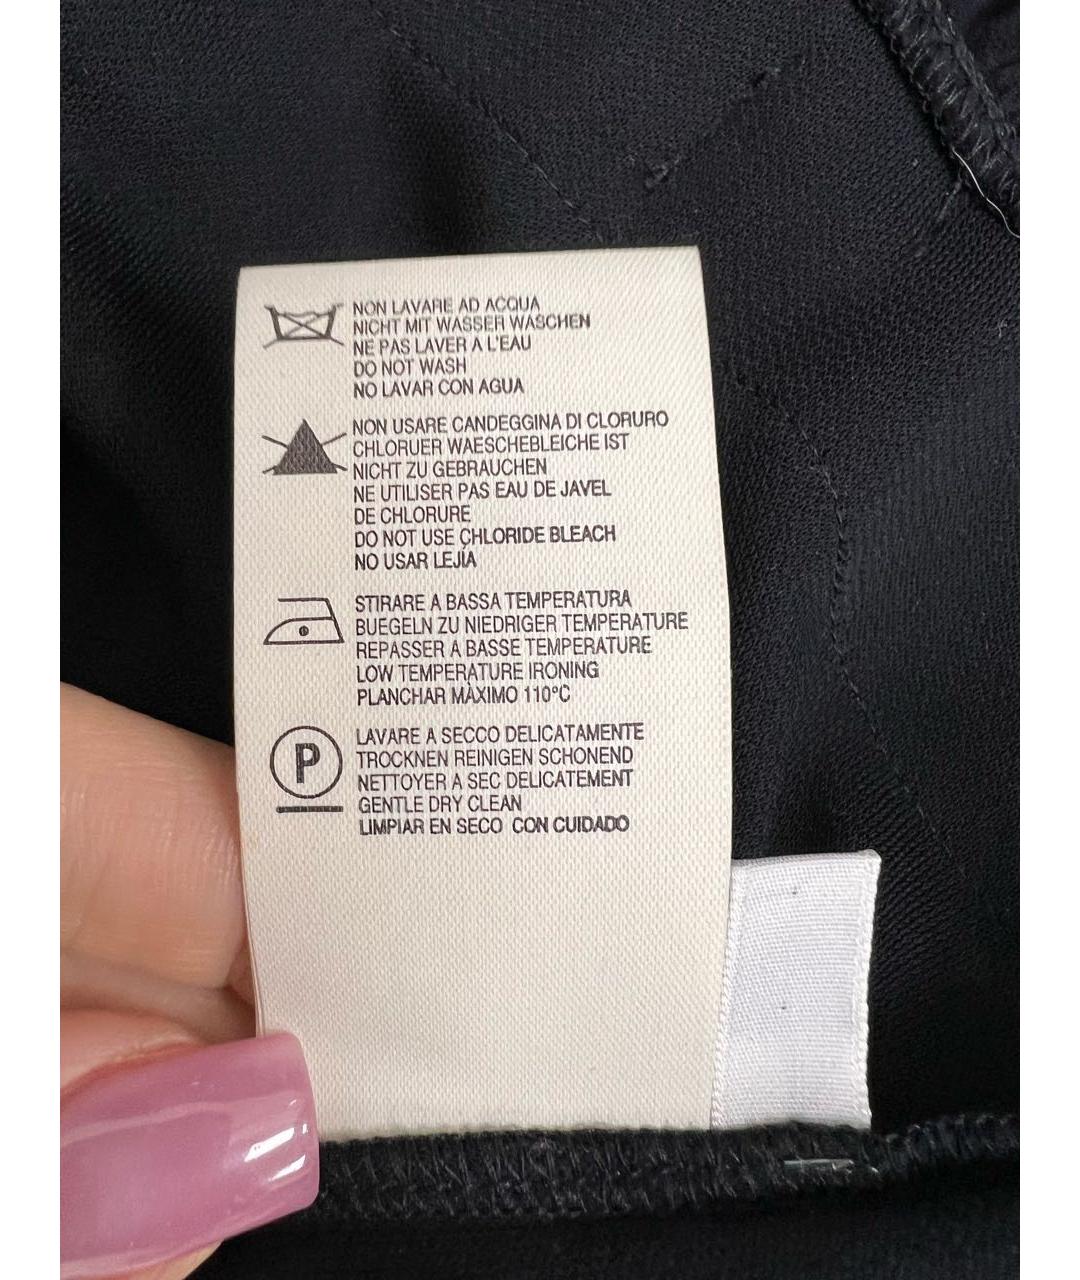 NON LAVARE AD ACQUA
NICHT MIT WASSER WASCHEN
NE PAS LAVER A L'EAU
DO NOT WASH
NO LAVAR CON AGUA
NON USARE CANDEGGINA DI CLORURO
CHLORUER WAESCHEBLEICHE IST
NICHT ZU GEBRAUCHEN
NE UTILISER PAS EAU DE JAVEL
DE CHLORURE
DO NOT USE CHLORIDE BLEACH
NO USAR LEJÍA
STIRARE A BASSA TEMPERATURA
BUEGELN ZU NIEDRIGER TEMPERATURE
REPASSER A BASSE TEMPERATURE
LOW TEMPERATURE IRONING
PLANCHAR MÀXIMO 110°C
P
LAVARE A SECCO DELICATAMENTE
TROCKNEN REINIGEN SCHONEND
NETTOYER A SEC DELICATEMENT
GENTLE DRY CLEAN
LIMPIAR EN SECO CON CUIDADO